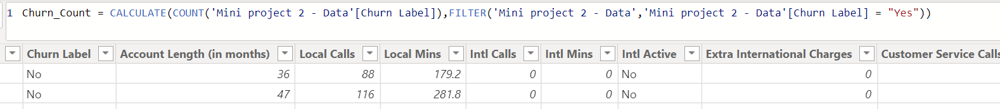 1 Churn_Count = CALCULATE(COUNT('Mini project 2 - Data'[Churn Label]),FILTER('Mini project 2 - Data','Mini project 2 - Data'[Churn Label] = "Yes"))
Churn Label Account Length (in months) Local Calls Local Mins Intl Calls Intl Mins Intl Active Extra International Charges Customer Service Calls
No 36 88 179.2 0 0 No 0
No 47 116 281.8 0 0 No 0